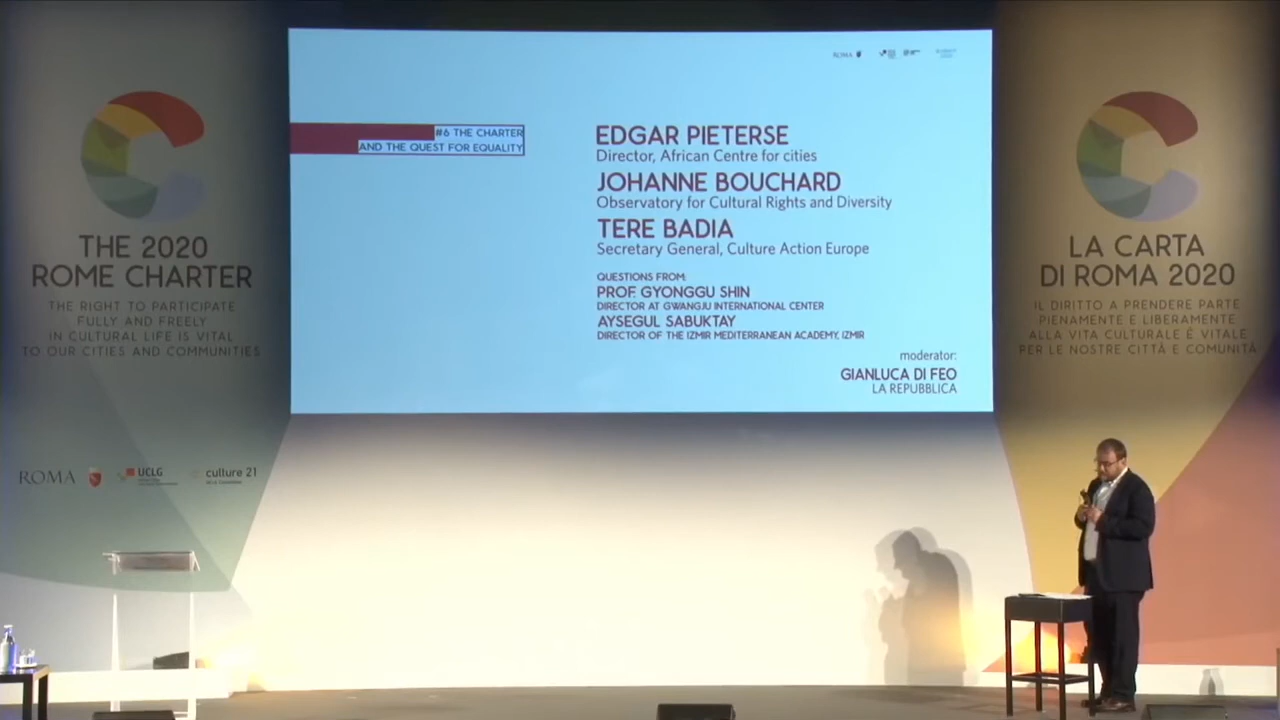 ROMA
#6 THE CHARTER
AND THE QUEST FOR EQUALITY
EDGAR PIETERSE
Director, African Centre for cities
JOHANNE BOUCHARD
Observatory for Cultural Rights and Diversity
TERE BADIA
Secretary General, Culture Action Europe
QUESTIONS FROM:
PROF. GYONGGU SHIN
DIRECTOR AT GWANGJU INTERNATIONAL CENTER
AYSEGUL SABUKTAY
DIRECTOR OF THE IZMIR MEDITERRANEAN ACADEMY, IZMIR
moderator:
GIANLUCA DI FEO
LA REPUBBLICA
THE 2020
ROME CHARTER
THE RIGHT TO PARTICIPATE
FULLY AND FREELY
IN CULTURAL LIFE IS VITAL
TO OUR CITIES AND COMMUNITIES
ROMA
UCLG
culture 21
LA CARTA
DI ROMA 2020
IL DIRITTO A PRENDERE PARTE
PIENAMENTE E LIBERAMENTE
ALLA VITA CULTURALE È VITALE
PER LE NOSTRE CITTÀ E COMUNITÀ